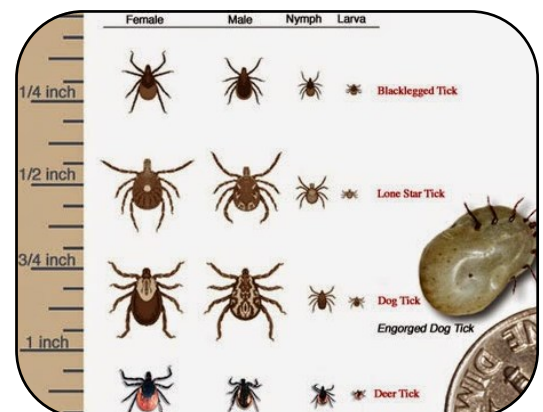 Female Male Nymph Larva
1/4 inch
Blacklegged Tick
1/2 inch
Lone Star Tick
3/4 inch
Dog Tick
Engorged Dog Tick
1 inch
Deer Tick
DIME